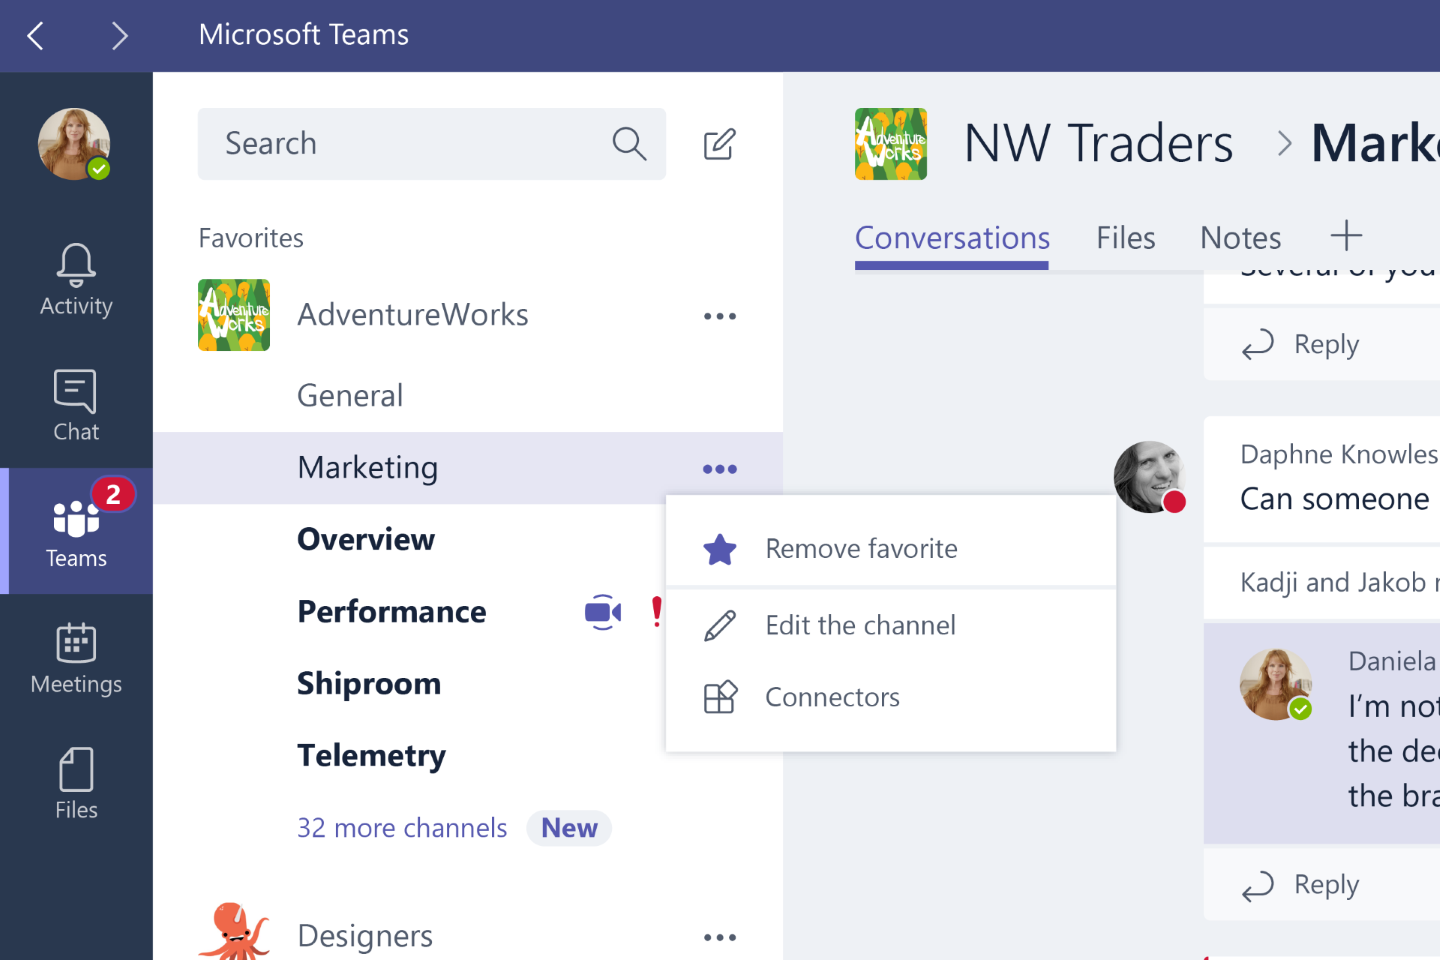 Microsoft Teams
Search
Favorites
Adventure
Works
AdventureWorks
General
Marketing
Overview
Performance
Shiproom
Telemetry
32 more channels New
Designers
Activity
Chat
2
Teams
Meetings
Files
Remove favorite
Edit the channel
Connectors
Adventure
Works
NW Traders > Mark
Conversations Files Notes
Several of you
Reply
Daphne Knowles
Can someone
Kadji and Jakob
Daniela
I'm not
the
the
Reply